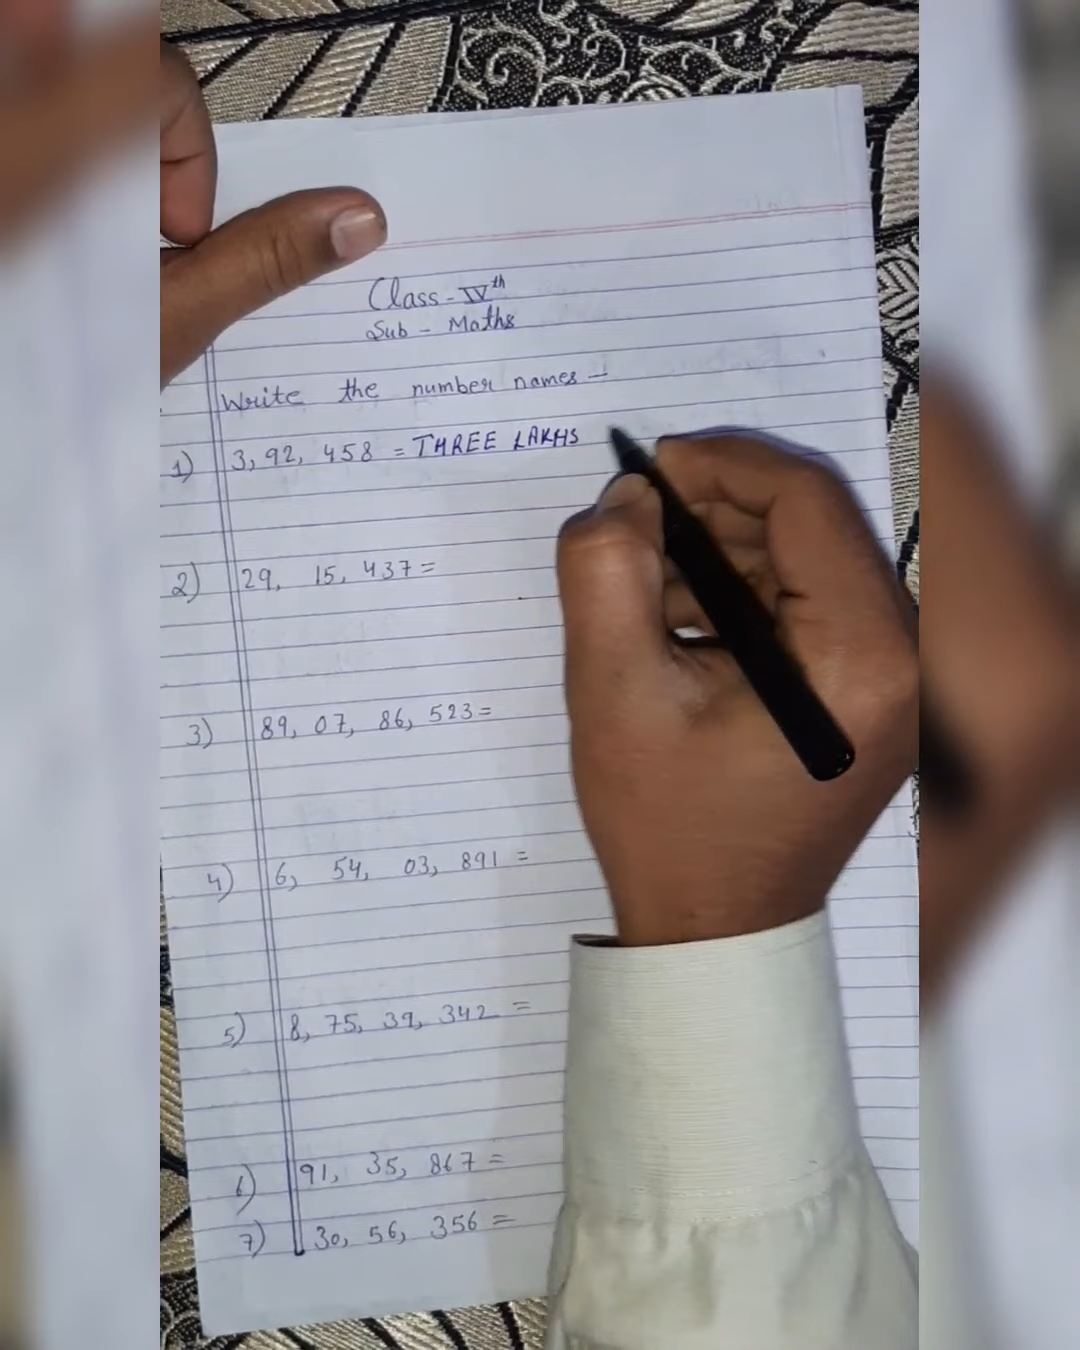 Class - IVth
Sub - Maths
Write the number names -
1) 3, 92, 458 = THREE LAKHS
2) 29, 15, 437 =
3) 89, 07, 86, 523 =
4) 6, 54, 03, 891 =
5) 8, 75, 39, 342 =
6) 91, 35, 867 =
7) 30, 56, 356 =